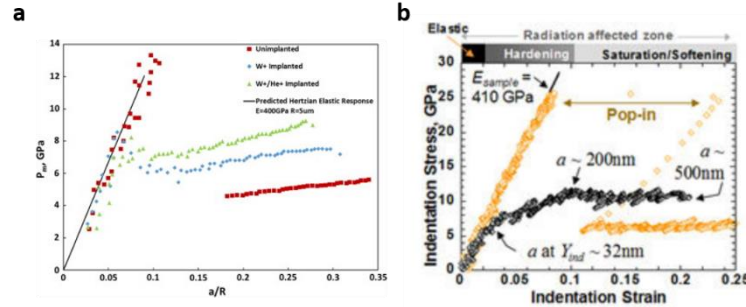 a
14
12
10
8
6
4
2
0
Pm, GPa
0 0.05 0.1 0.15 0.2 0.25 0.3 0.35
a/R
Unimplanted
W+ Implanted
W+/He+ Implanted
Predicted Hertzian Elastic Response
E=400GPa R=5um
b
Radiation affected zone
Elastic
Hardening
Saturation/Softening
30
25
20
15
10
5
0
Indentation Stress, GPa
E sample =
410 GPa
Pop-in
a ~ 200nm
a ~
500nm
a at Yind ~ 32nm
0 0.05 0.1 0.15 0.2 0.25
Indentation Strain